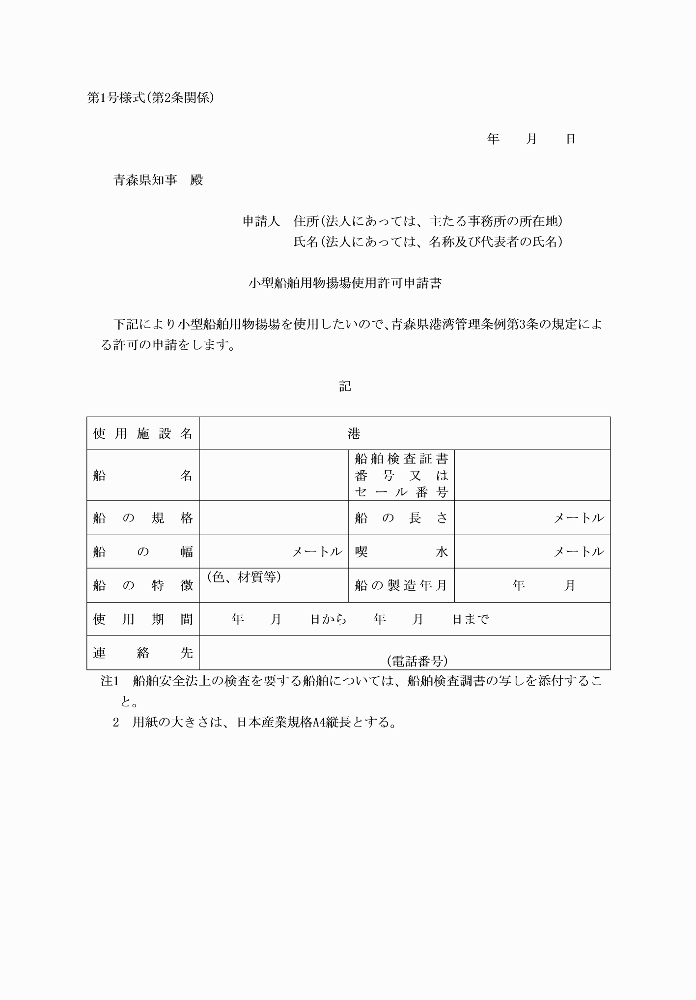 第1号様式(第2条関係)
年　　月　　日
青森県知事　殿
申請人　住所(法人にあっては、主たる事務所の所在地)
氏名(法人にあっては、名称及び代表者の氏名)
小型船舶用物揚場使用許可申請書
下記により小型船舶用物揚場を使用したいので、青森県港湾管理条例第3条の規定によ
る許可の申請をします。
記
使用施設名　港
船名　船舶検査証書
番号又は
セール番号
船の規格　船の長さ　メートル
船の幅　メートル　喫水　メートル
船の特徴　(色、材質等)　船の製造年月　年　　月
使用期間　年　　月　　日から　　年　　月　　日まで
連絡先　(電話番号)
注1　船舶安全法上の検査を要する船舶については、船舶検査調書の写しを添付するこ
と。
2　用紙の大きさは、日本産業規格A4縦長とする。